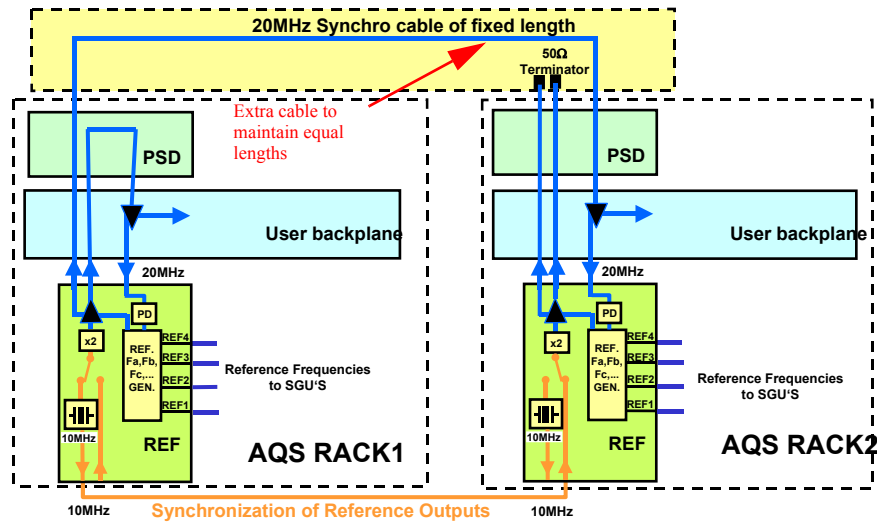 20MHz Synchro cable of fixed length
50Ω
Terminator
Extra cable to
maintain equal
lengths
PSD
User backplane
20MHz
PD
x2
REF.
Fa,Fb,
Fc,...
GEN.
REF4
REF3
REF2
REF1
Reference Frequencies
to SGU'S
10MHz
REF
AQS RACK1
10MHz
PSD
User backplane
20MHz
PD
x2
REF.
Fa,Fb,
Fc,...
GEN.
REF4
REF3
REF2
REF1
Reference Frequencies
to SGU'S
10MHz
REF
AQS RACK2
10MHz
Synchronization of Reference Outputs